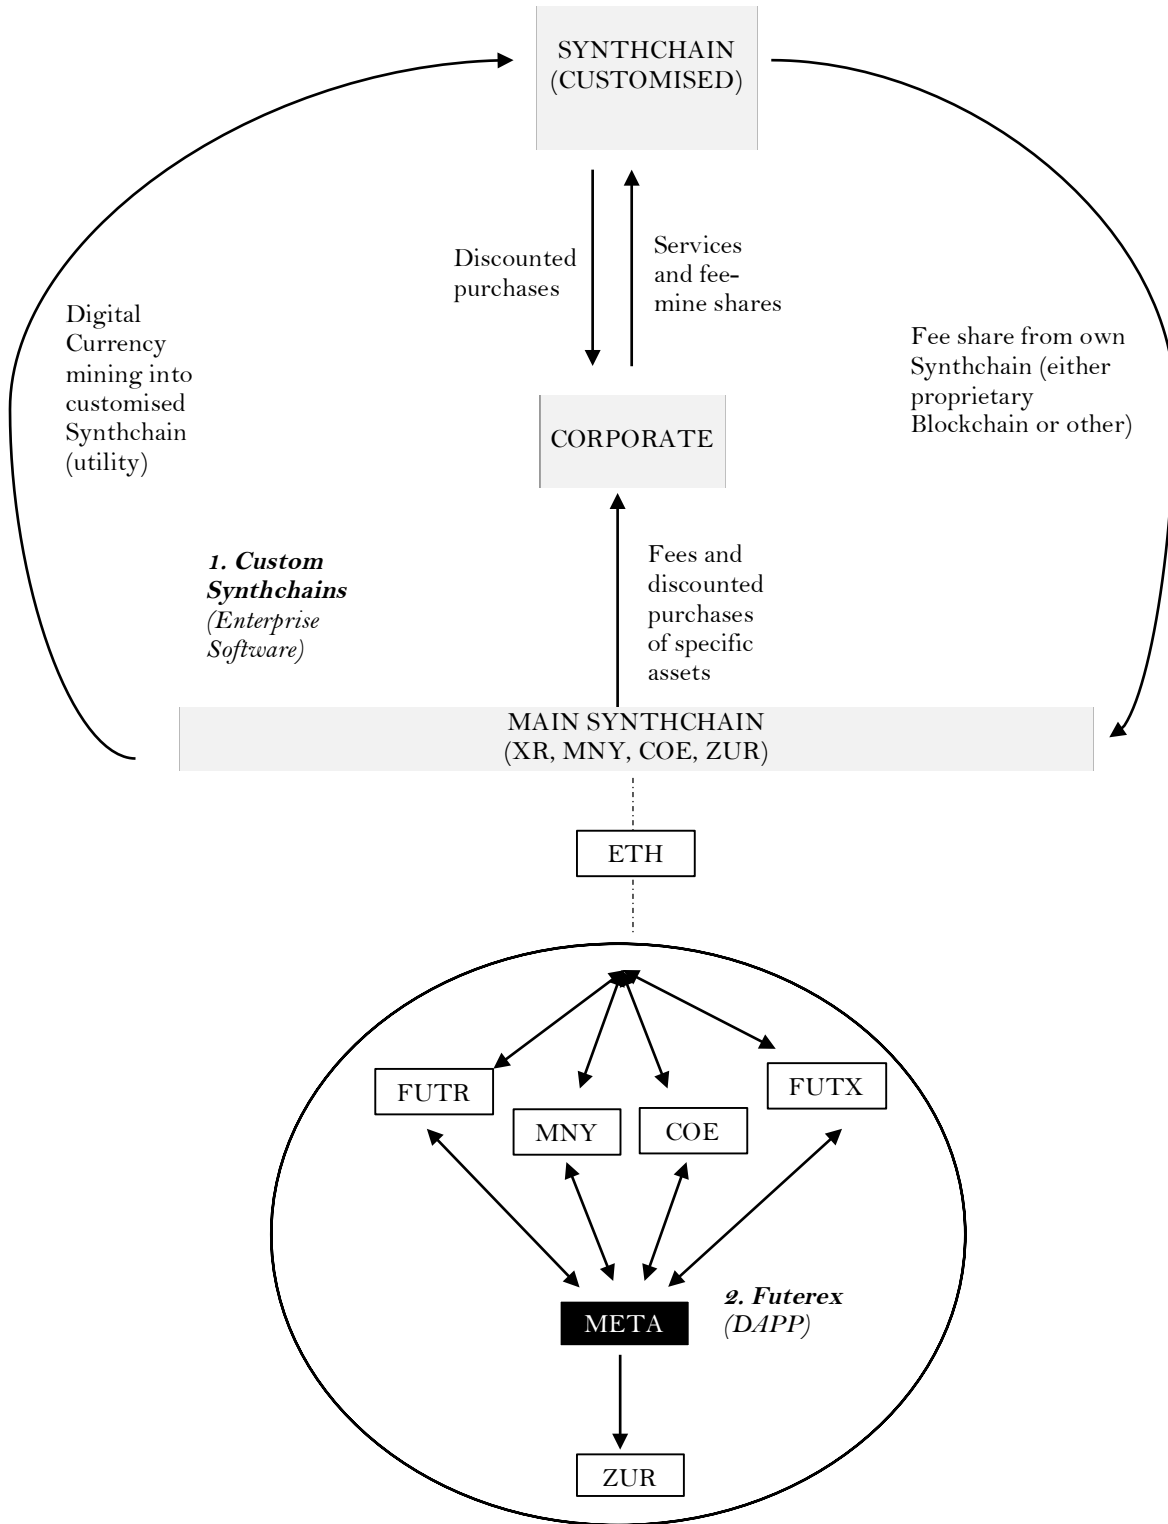 SYNTHCHAIN
(CUSTOMISED)
Discounted
purchases
Services
and fee-
mine shares
Digital
Currency
mining into
customised
Synthchain
(utility)
Fee share from own
Synthchain (either
proprietary
Blockchain or other)
CORPORATE
1. Custom
Synthchains
(Enterprise
Software)
Fees and
discounted
purchases
of specific
assets
MAIN SYNTHCHAIN
(XR, MNY, COE, ZUR)
ETH
FUTR
MNY
COE
FUTX
META
2. Futerex
(DAPP)
ZUR